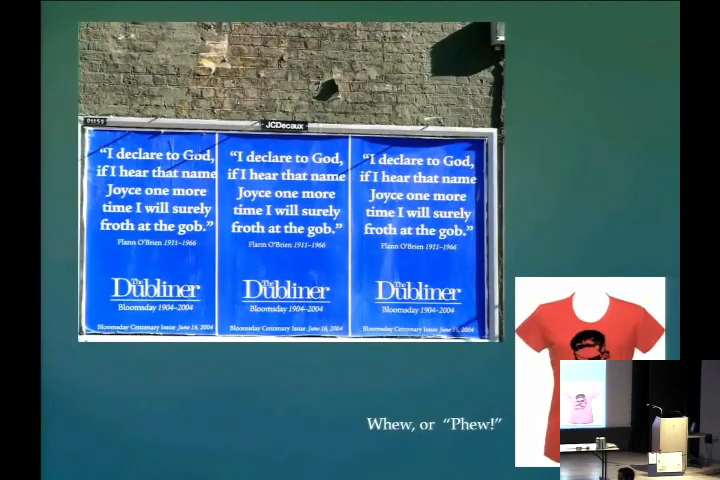 01159
JCDecaux
“I declare to God,
if I hear that name
Joyce one more
time I will surely
froth at the gob.”
Flann O'Brien 1911–1966
The
Dubliner
Bloomsday 1904–2004
Bloomsday Centenary Issue June 16, 2004
“I declare to God,
if I hear that name
Joyce one more
time I will surely
froth at the gob.”
Flann O'Brien 1911–1966
The
Dubliner
Bloomsday 1904–2004
Bloomsday Centenary Issue June 16, 2004
“I declare to God,
if I hear that name
Joyce one more
time I will surely
froth at the gob.”
Flann O'Brien 1911–1966
The
Dubliner
Bloomsday 1904–2004
Bloomsday Centenary Issue June 16, 2004
Whew, or “Phew!”